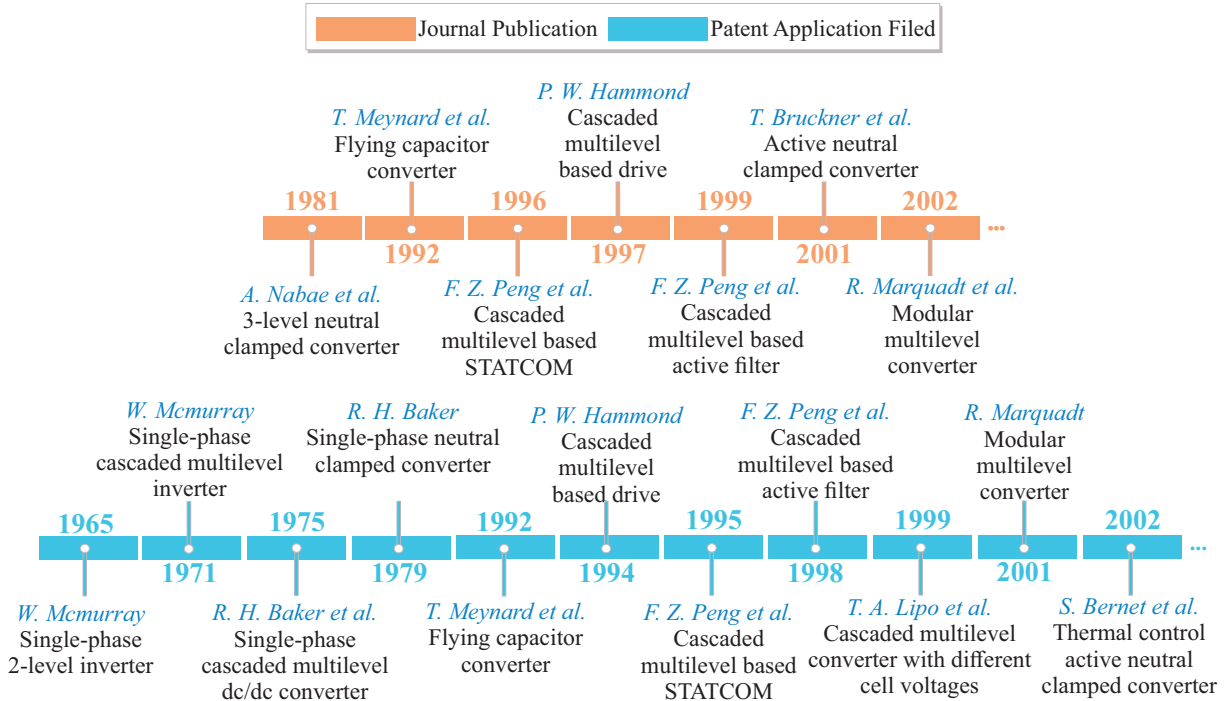 Journal Publication
Patent Application Filed
1981
A. Nabae et al.
3-level neutral
clamped converter
T. Meynard et al.
Flying capacitor
converter
1992
1996
F. Z. Peng et al.
Cascaded
multilevel based
STATCOM
P. W. Hammond
Cascaded
multilevel
based drive
1997
1999
F. Z. Peng et al.
Cascaded
multilevel based
active filter
T. Bruckner et al.
Active neutral
clamped converter
2001
2002
R. Marquadt et al.
Modular
multilevel
converter
...
1965
W. Mcmurray
Single-phase
2-level inverter
W. Mcmurray
Single-phase
cascaded multilevel
inverter
1971
1975
R. H. Baker et al.
Single-phase
cascaded multilevel
dc/dc converter
R. H. Baker
Single-phase neutral
clamped converter
1979
1992
T. Meynard et al.
Flying capacitor
converter
P. W. Hammond
Cascaded
multilevel
based drive
1994
1995
F. Z. Peng et al.
Cascaded
multilevel based
STATCOM
F. Z. Peng et al.
Cascaded
multilevel based
active filter
1998
1999
T. A. Lipo et al.
Cascaded multilevel
converter with different
cell voltages
R. Marquadt
Modular
multilevel
converter
2001
2002
S. Bernet et al.
Thermal control
active neutral
clamped converter
...